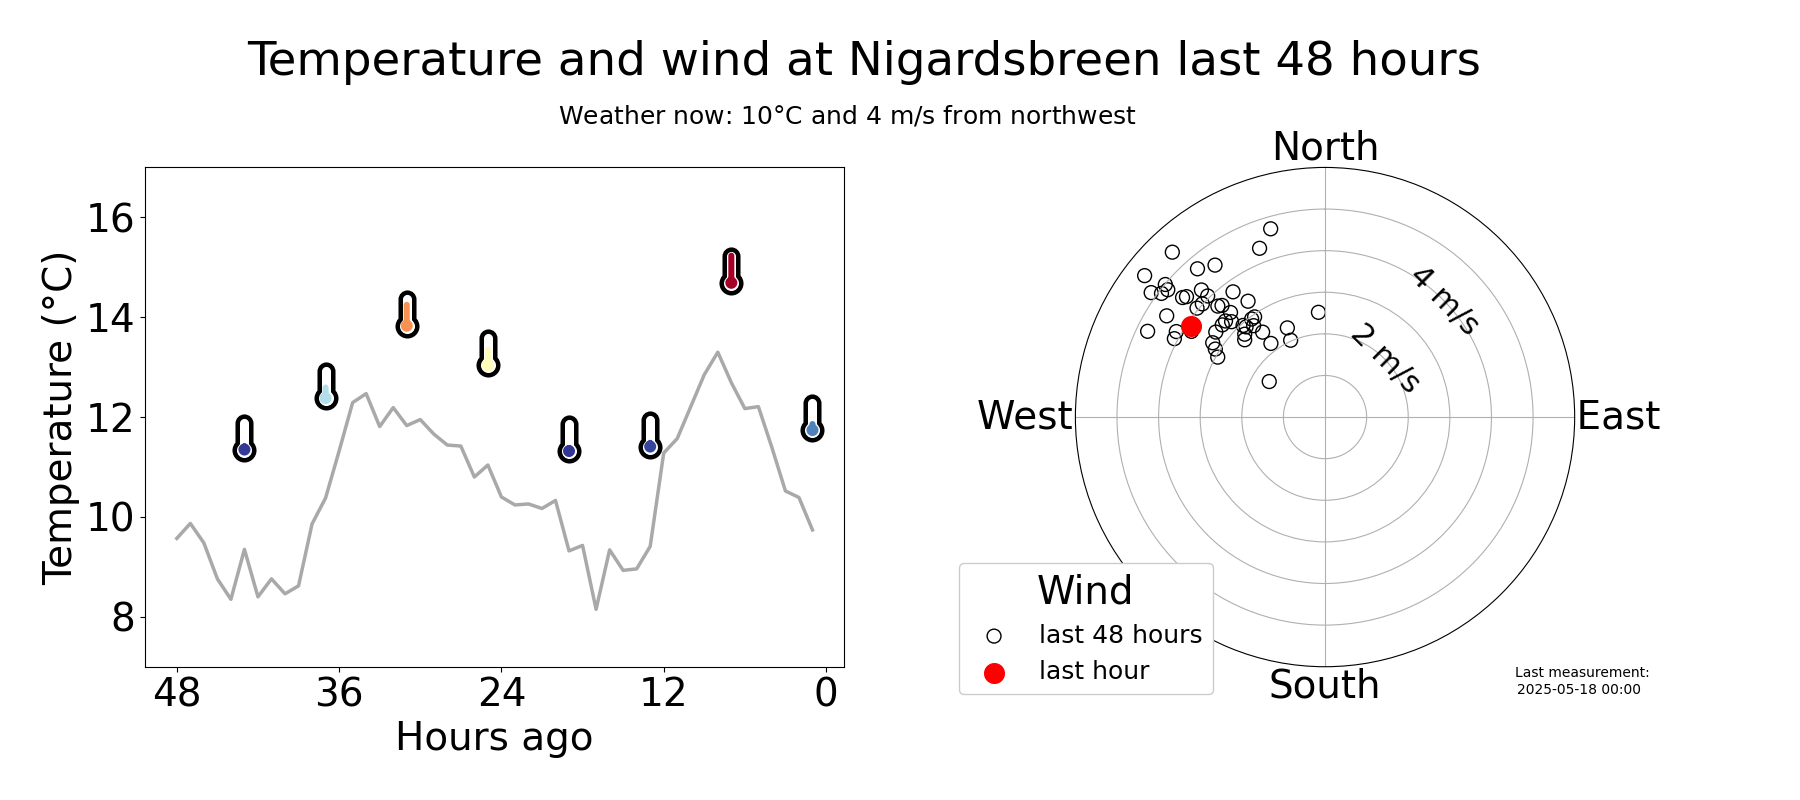 Temperature and wind at Nigardsbreen last 48 hours
Weather now: 10°C and 4 m/s from northwest
Temperature (°C)
16
14
12
10
8
48 36 24 12 0
Hours ago
North
West
East
South
4 m/s
2 m/s
Wind
last 48 hours
last hour
Last measurement:
2025-05-18 00:00